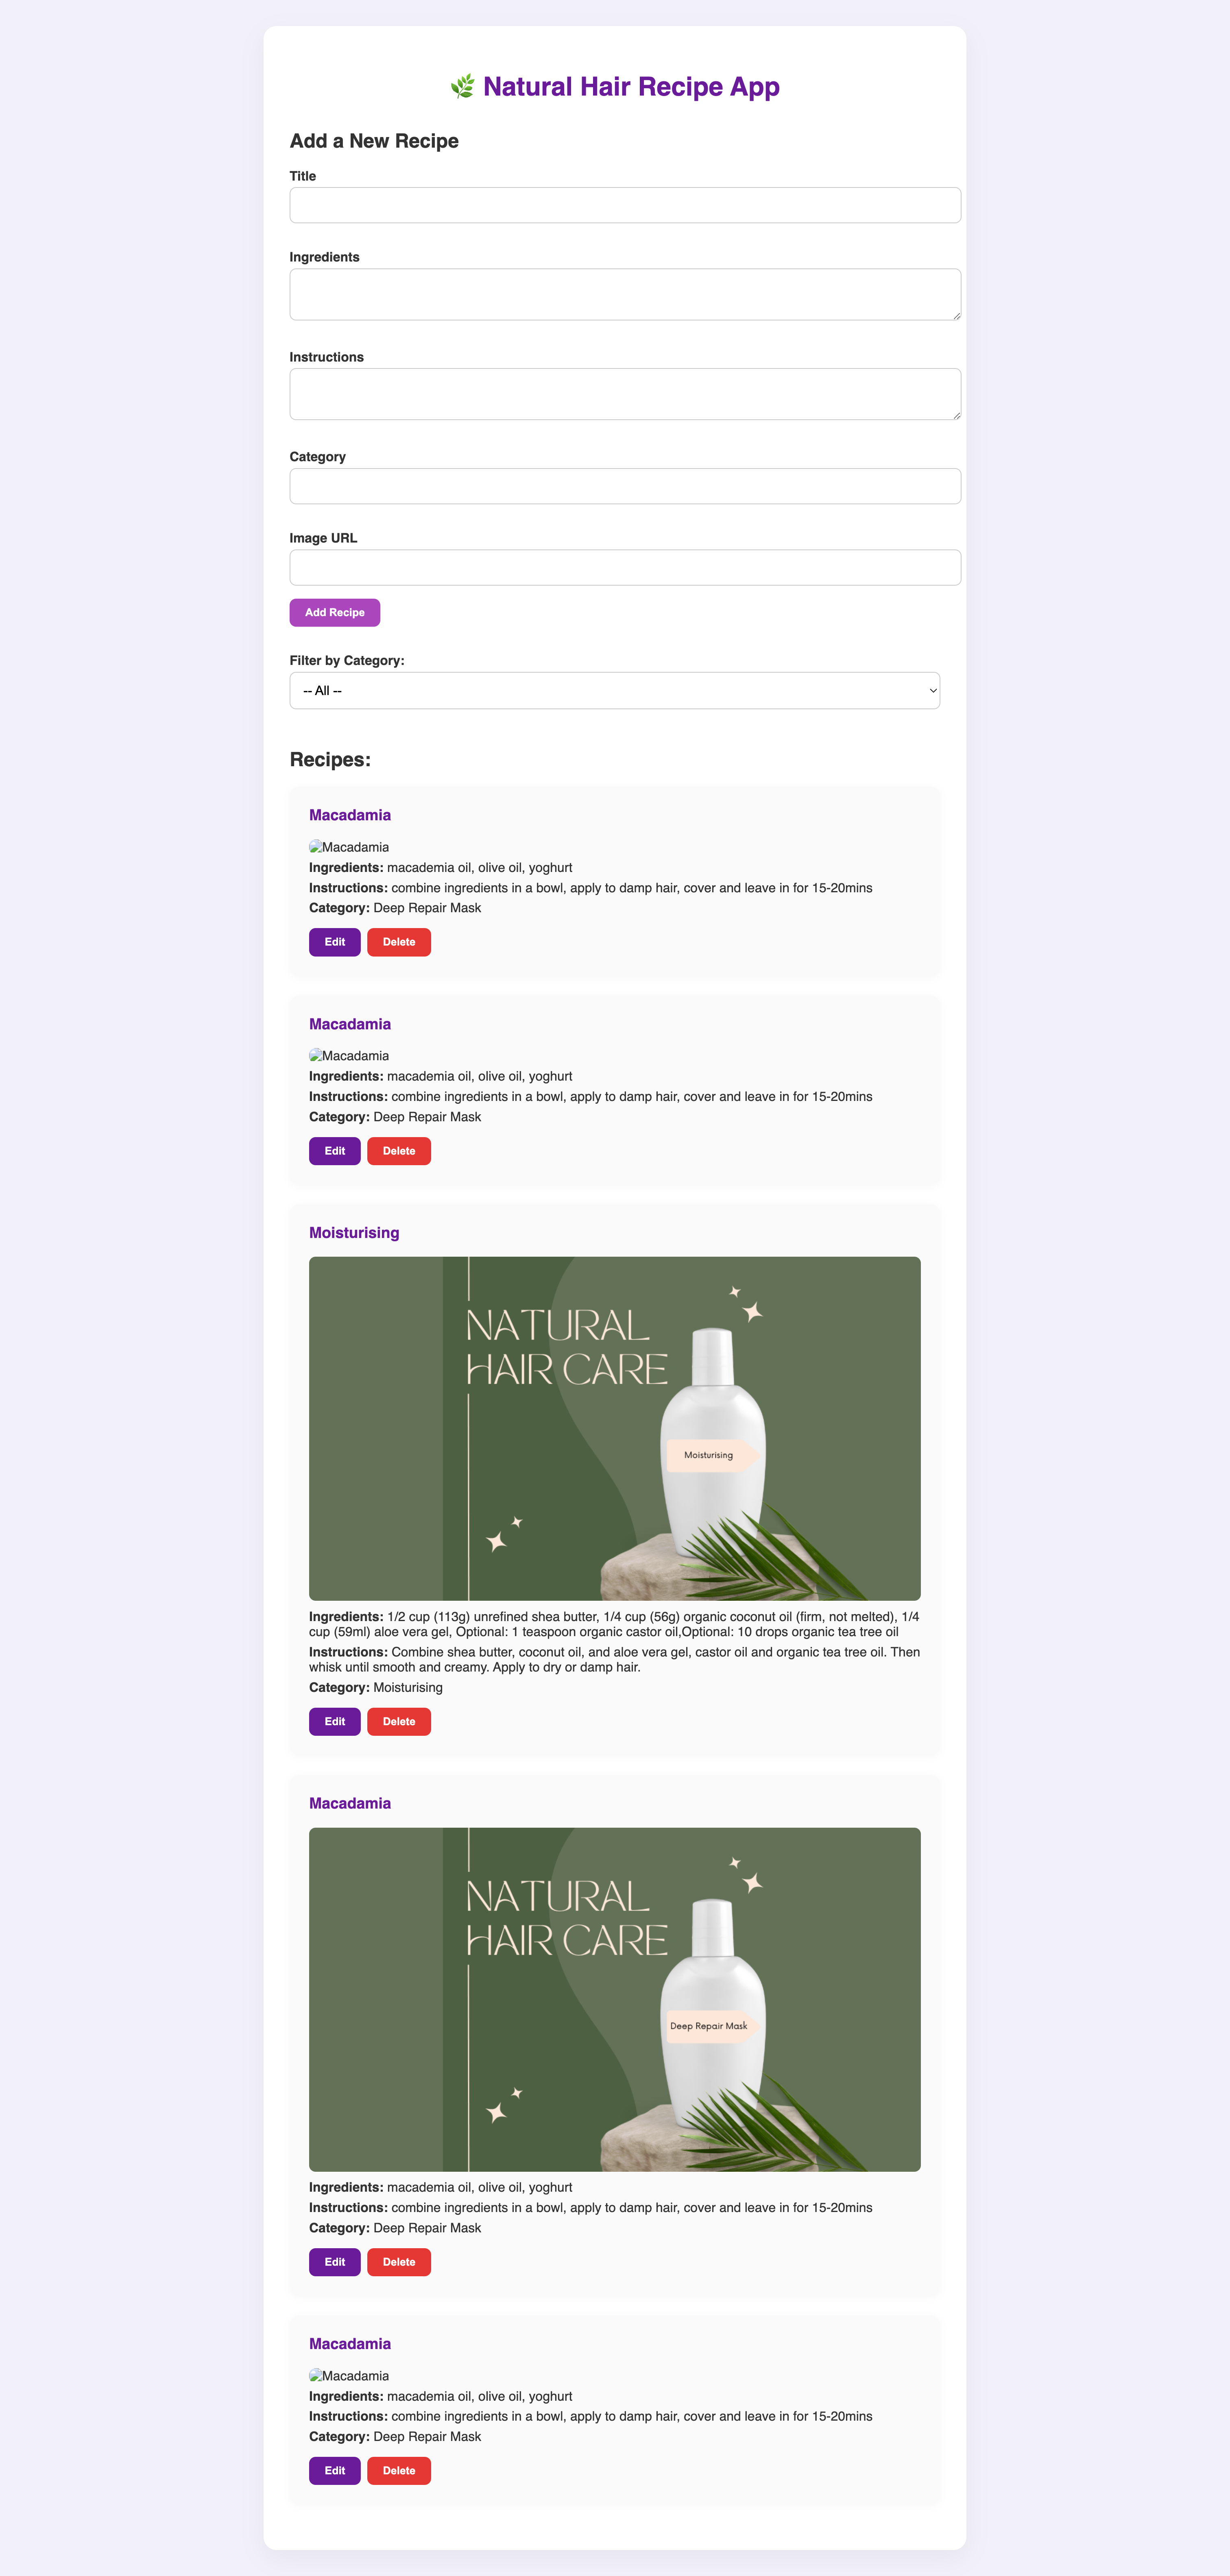 🌿 Natural Hair Recipe App
Add a New Recipe
Title
Ingredients
Instructions
Category
Image URL
Add Recipe
Filter by Category:
-- All --
Recipes:
Macadamia
Macadamia
Ingredients: macademia oil, olive oil, yoghurt
Instructions: combine ingredients in a bowl, apply to damp hair, cover and leave in for 15-20mins
Category: Deep Repair Mask
Edit Delete
Macadamia
Macadamia
Ingredients: macademia oil, olive oil, yoghurt
Instructions: combine ingredients in a bowl, apply to damp hair, cover and leave in for 15-20mins
Category: Deep Repair Mask
Edit Delete
Moisturising
NATURAL
HAIR CARE
Moisturising
Ingredients: 1/2 cup (113g) unrefined shea butter, 1/4 cup (56g) organic coconut oil (firm, not melted), 1/4
cup (59ml) aloe vera gel, Optional: 1 teaspoon organic castor oil,Optional: 10 drops organic tea tree oil
Instructions: Combine shea butter, coconut oil, and aloe vera gel, castor oil and organic tea tree oil. Then
whisk until smooth and creamy. Apply to dry or damp hair.
Category: Moisturising
Edit Delete
Macadamia
NATURAL
HAIR CARE
Deep Repair Mask
Ingredients: macademia oil, olive oil, yoghurt
Instructions: combine ingredients in a bowl, apply to damp hair, cover and leave in for 15-20mins
Category: Deep Repair Mask
Edit Delete
Macadamia
Macadamia
Ingredients: macademia oil, olive oil, yoghurt
Instructions: combine ingredients in a bowl, apply to damp hair, cover and leave in for 15-20mins
Category: Deep Repair Mask
Edit Delete